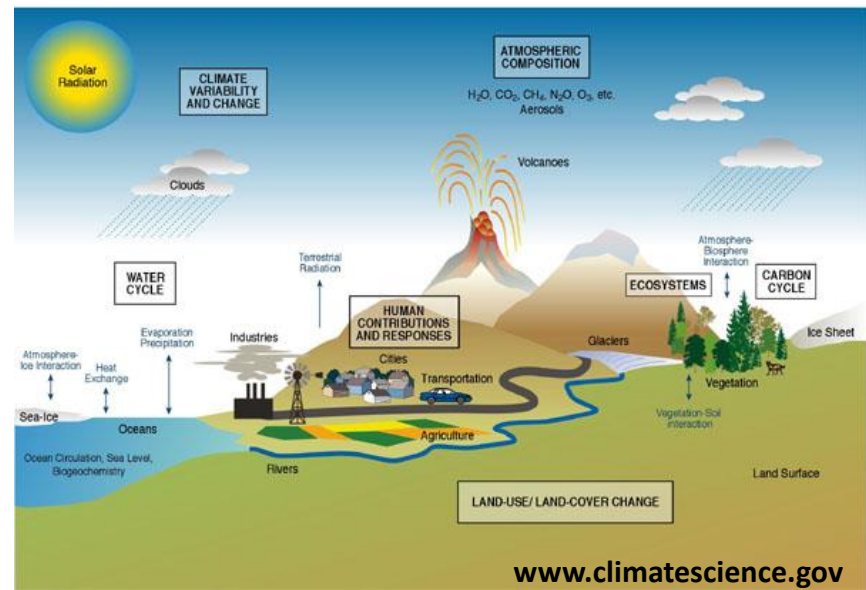 Solar
Radiation
CLIMATE
VARIABILITY
AND CHANGE
ATMOSPHERIC
COMPOSITION
H₂O, CO₂, CH₄, N₂O, O₃, etc.
Aerosols
Volcanoes
Clouds
Atmosphere-
Biosphere
Interaction
Terrestrial
Radiation
WATER
CYCLE
ECOSYSTEMS
CARBON
CYCLE
HUMAN
CONTRIBUTIONS
AND RESPONSES
Ice Sheet
Evaporation
Precipitation
Industries
Glaciers
Atmosphere-
Ice Interaction
Heat
Exchange
Cities
Transportation
Vegetation
Sea-Ice
Oceans
Agriculture
Vegetation-Soil
interaction
Ocean Circulation, Sea Level,
Biogeochemistry
Rivers
Land Surface
LAND-USE/ LAND-COVER CHANGE
www.climatescience.gov